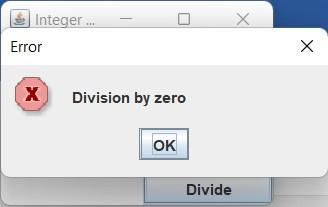 Integer ...
Error
Division by zero
OK
Divide